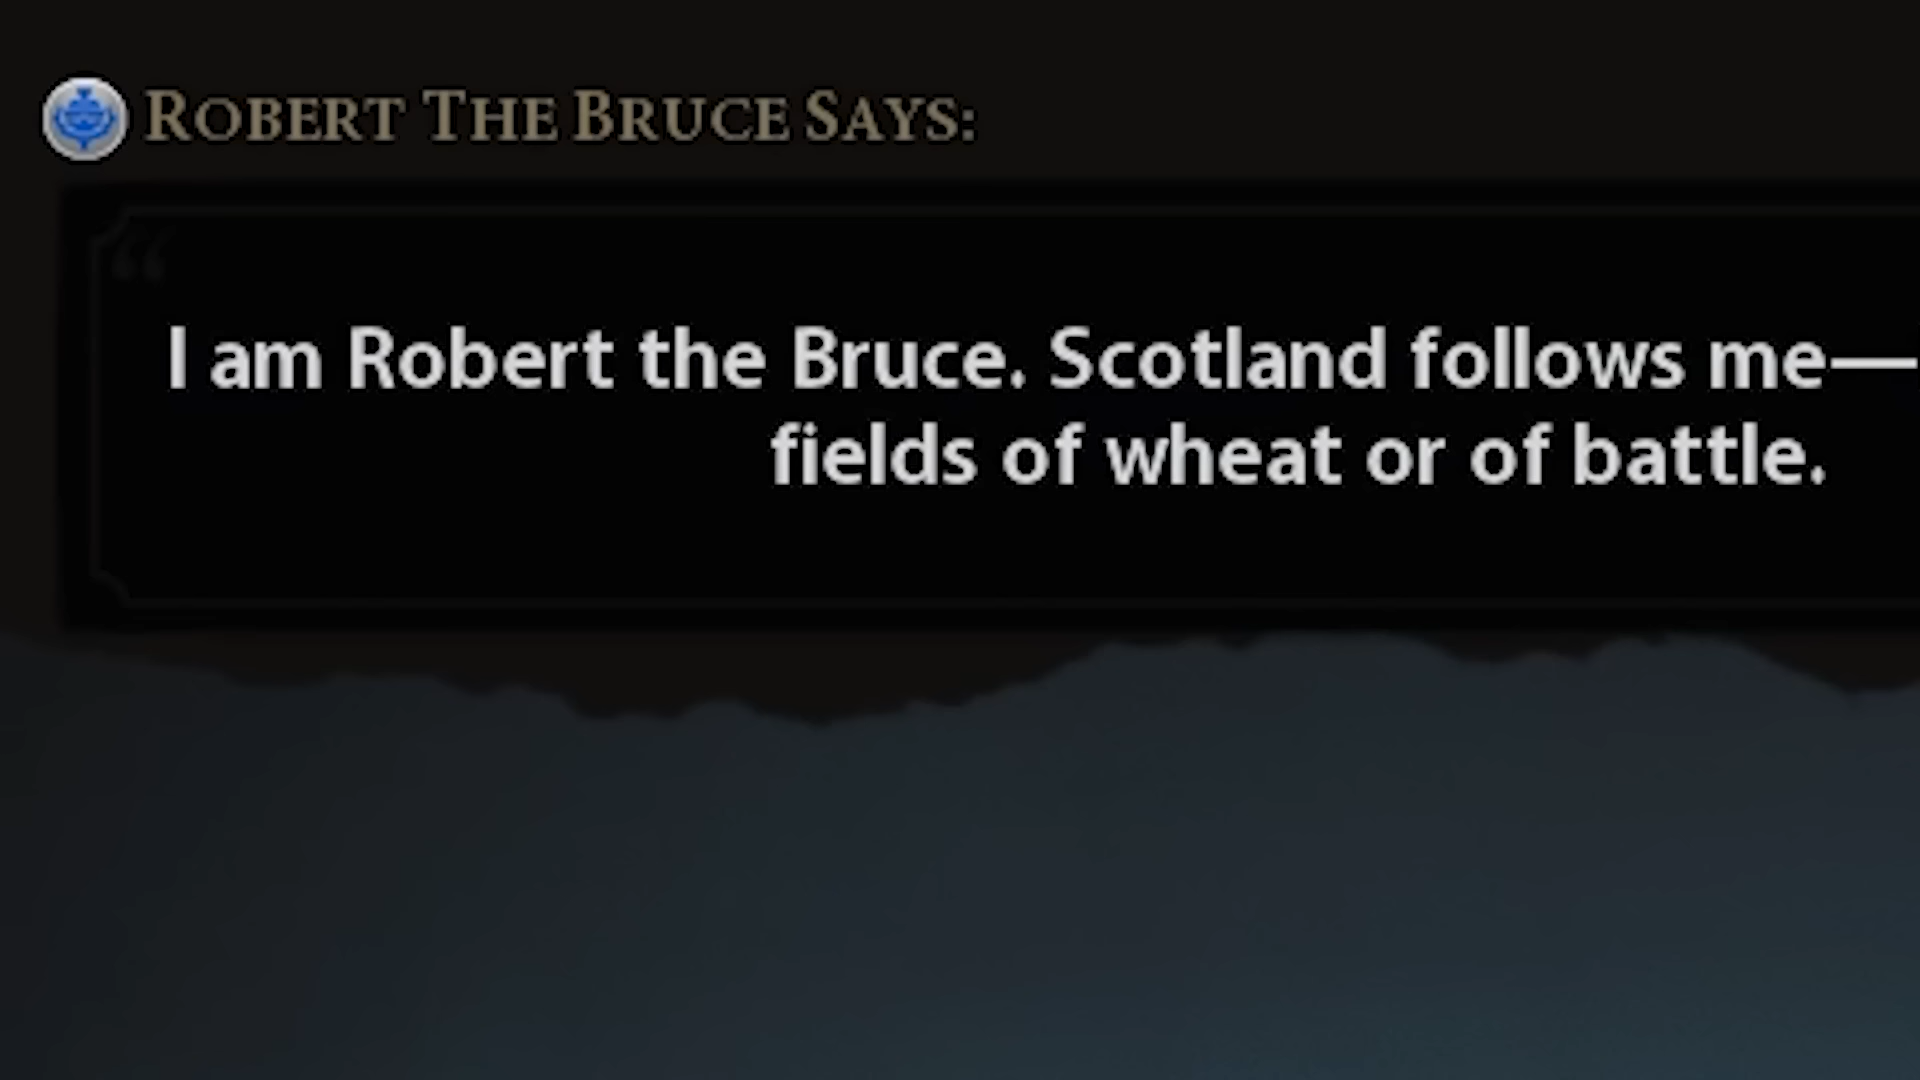 ROBERT THE BRUCE SAYS:
“
I am Robert the Bruce. Scotland follows me—
fields of wheat or of battle.